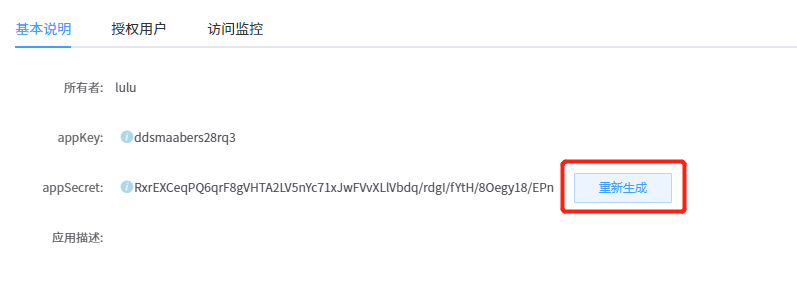 基本说明 授权用户 访问监控
所有者: lulu
appKey: ddsmaabers28rq3
appSecret: RxrEXCeqPQ6qrF8gVHTA2LV5nYc71xJwFVvXLlVbdq/rdgI/fYtH/8Oegy18/EPn 重新生成
应用描述: